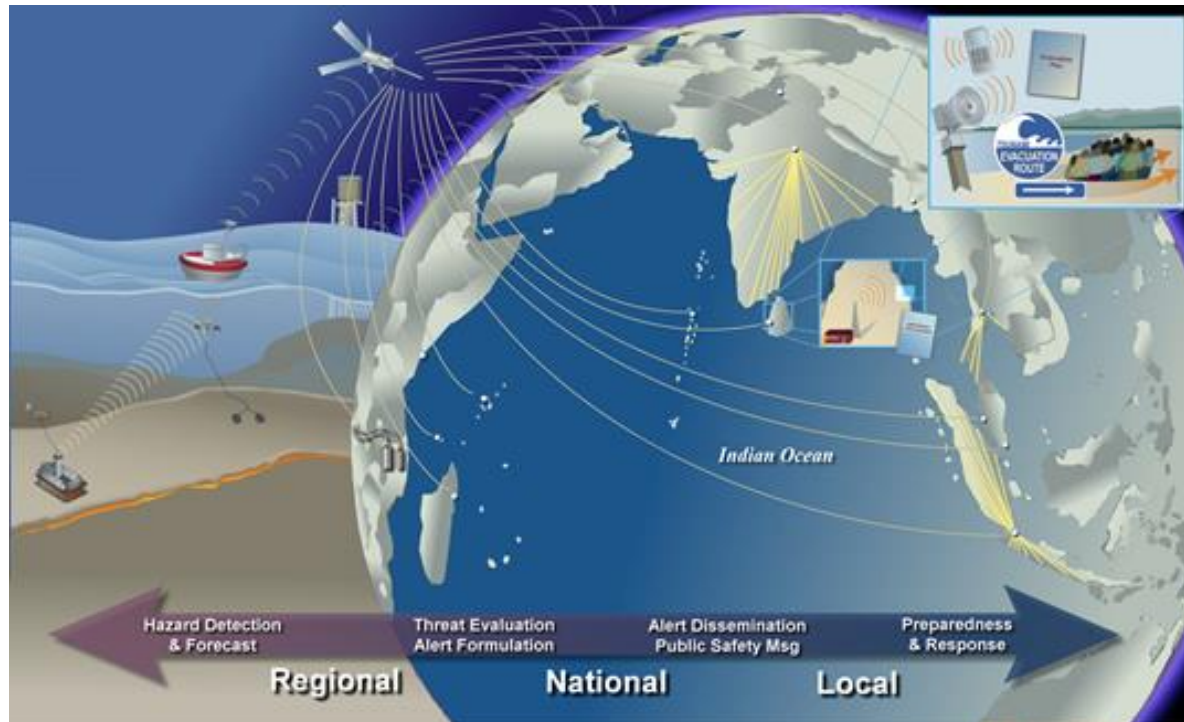 EVACUATION
ROUTE
Indian Ocean
Hazard Detection
& Forecast
Threat Evaluation
Alert Formulation
Alert Dissemination
Public Safety Msg
Preparedness
& Response
Regional
National
Local